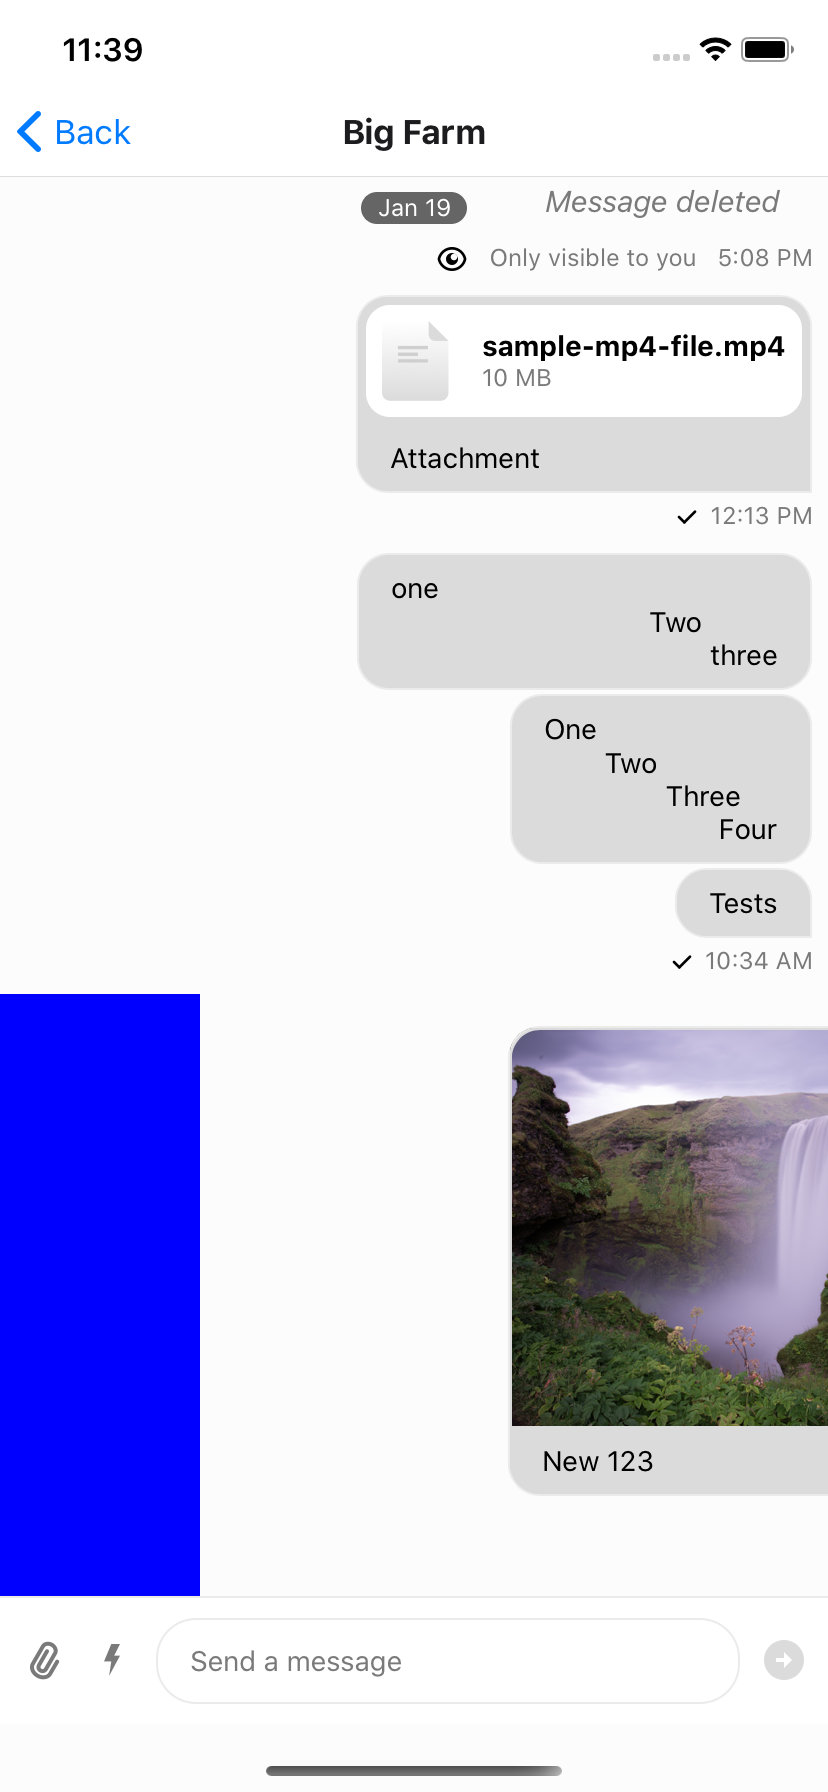 11:39
Back
Big Farm
Jan 19
Message deleted
Only visible to you 5:08 PM
sample-mp4-file.mp4
10 MB
Attachment
12:13 PM
one
Two
three
One
Two
Three
Four
Tests
10:34 AM
New 123
Send a message